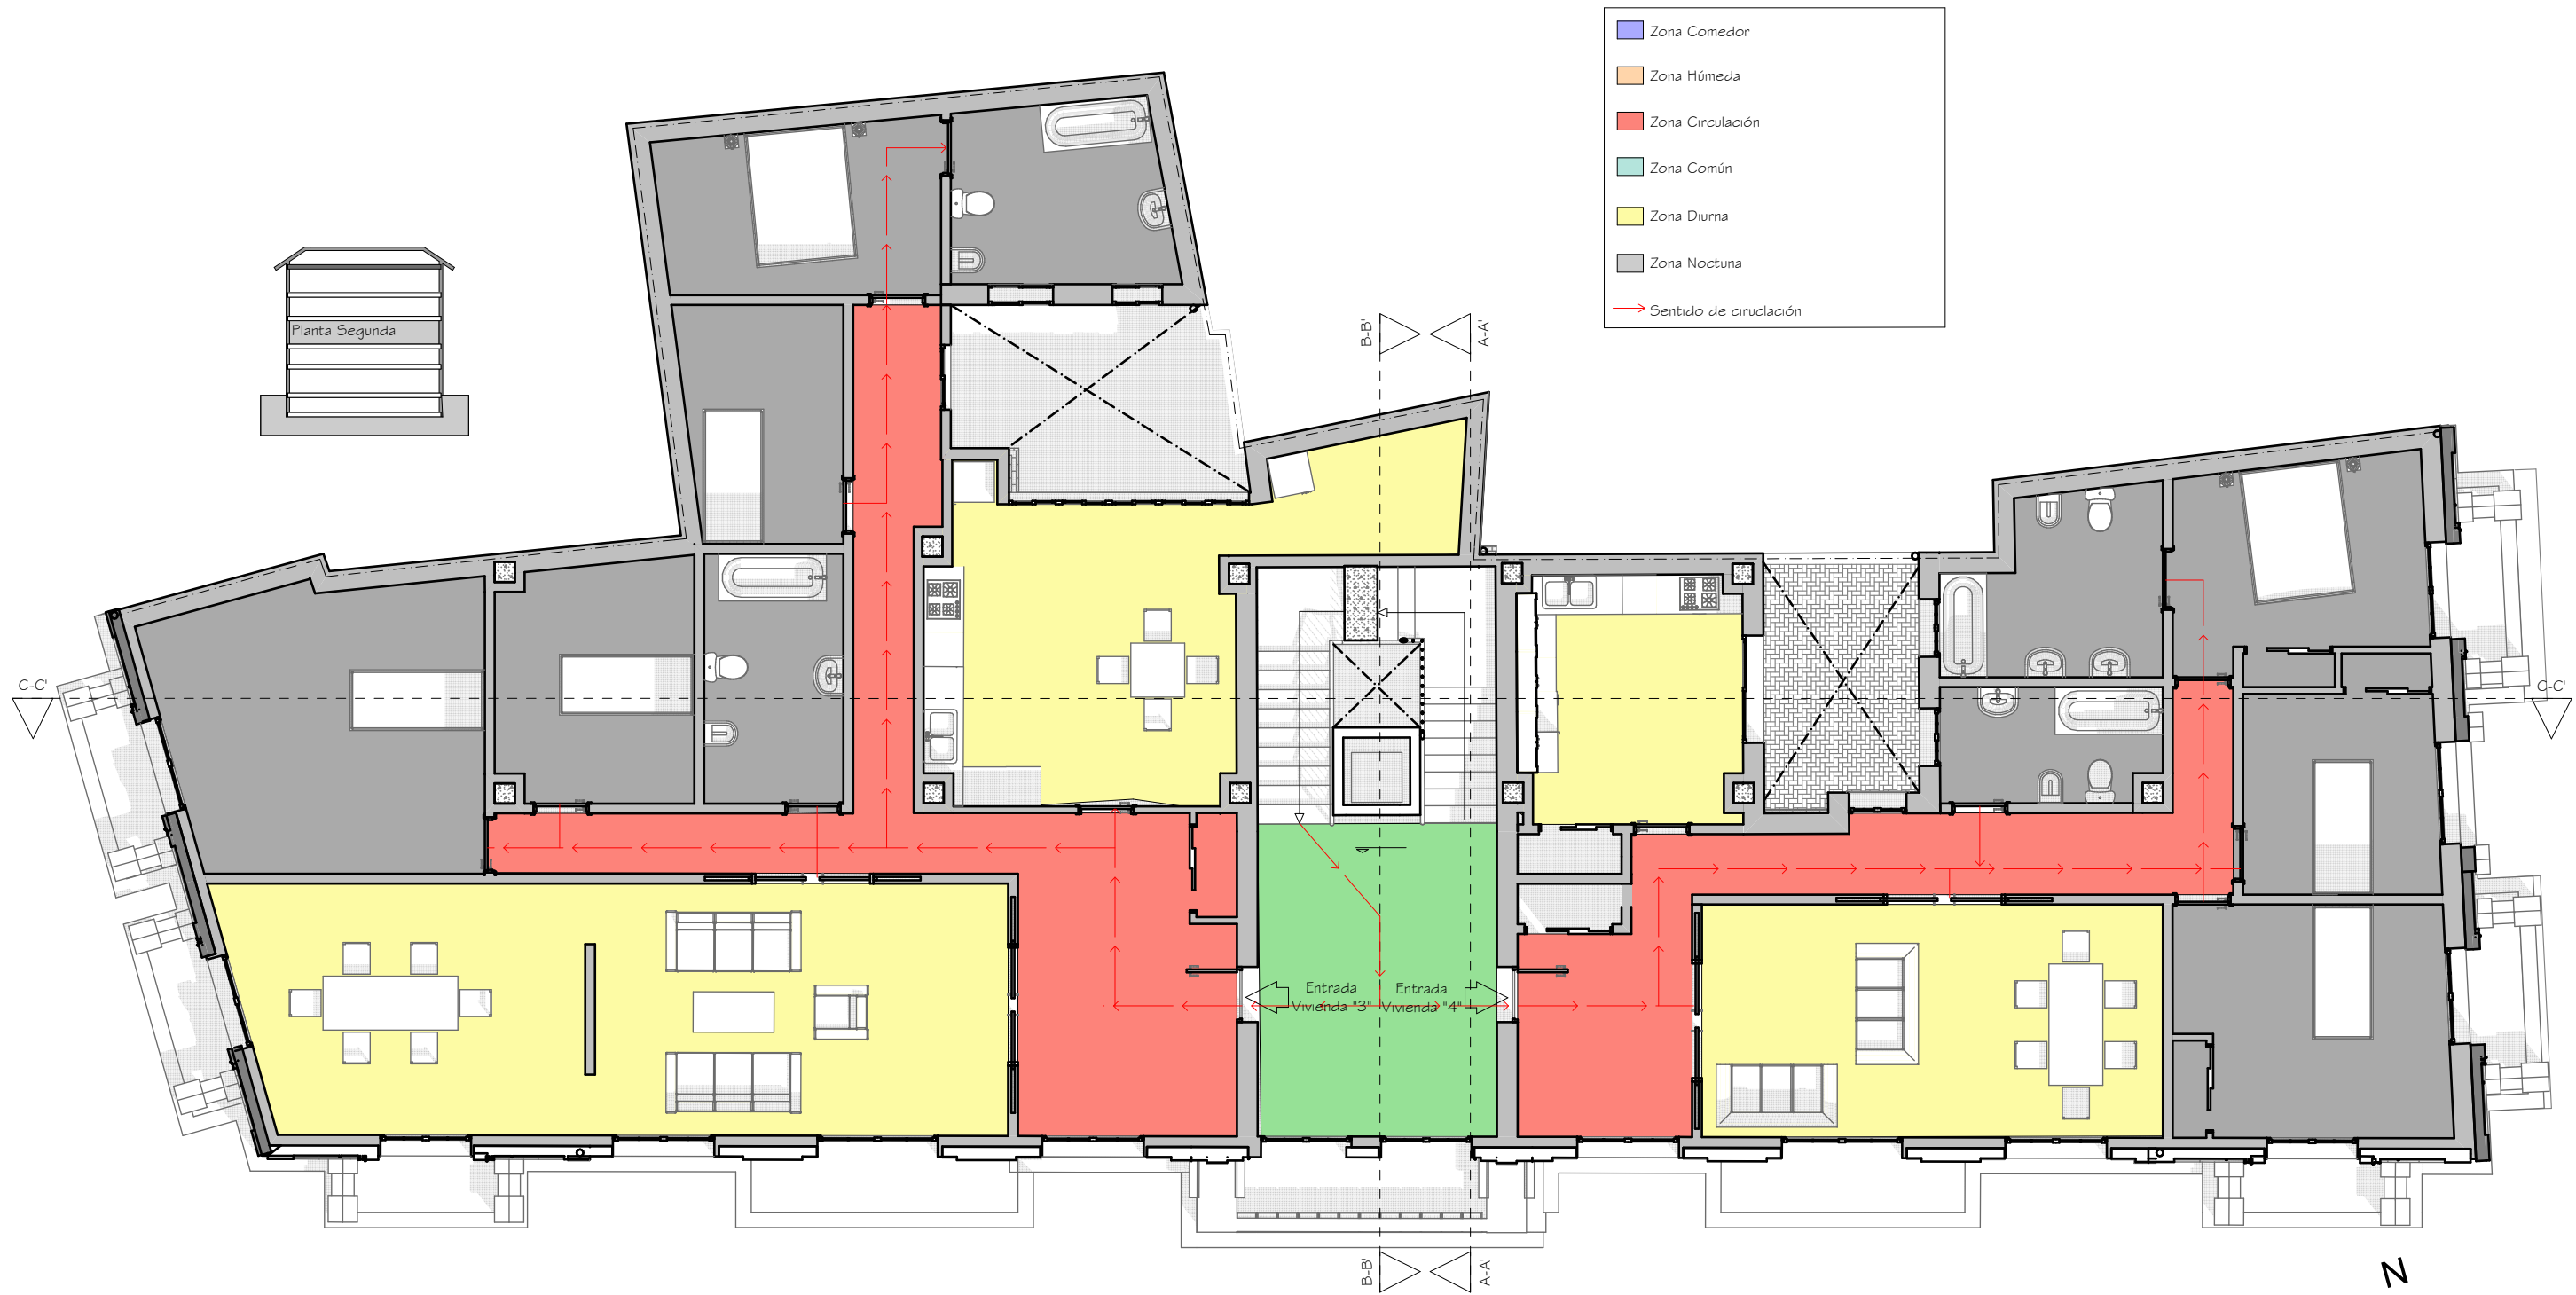 Zona Comedor
Zona Húmeda
Zona Circulación
Zona Común
Zona Diurna
Zona Noctuna
Sentido de ciruclación
Planta Segunda
B-B'
A-A'
C-C'
C-C'
Entrada
Vivienda "3"
Entrada
Vivienda "4"
B-B'
A-A'
N